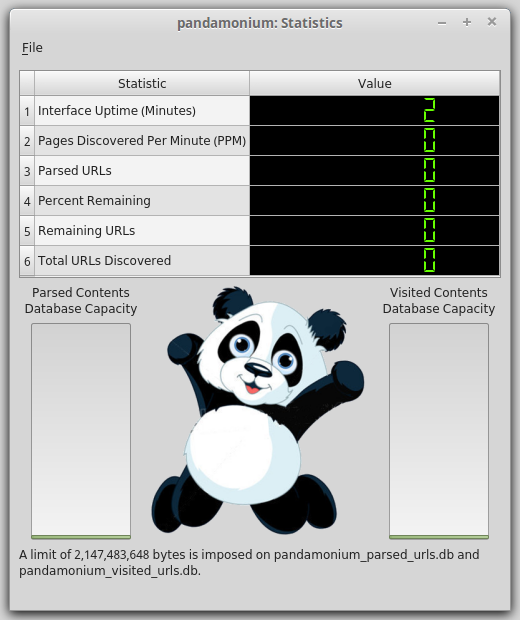 pandamonium: Statistics
File
Statistic Value
1 Interface Uptime (Minutes) 2
2 Pages Discovered Per Minute (PPM) 0
3 Parsed URLs 0
4 Percent Remaining 0
5 Remaining URLs 0
6 Total URLs Discovered 0
Parsed Contents
Database Capacity
Visited Contents
Database Capacity
A limit of 2,147,483,648 bytes is imposed on pandamonium_parsed_urls.db and
pandamonium_visited_urls.db.